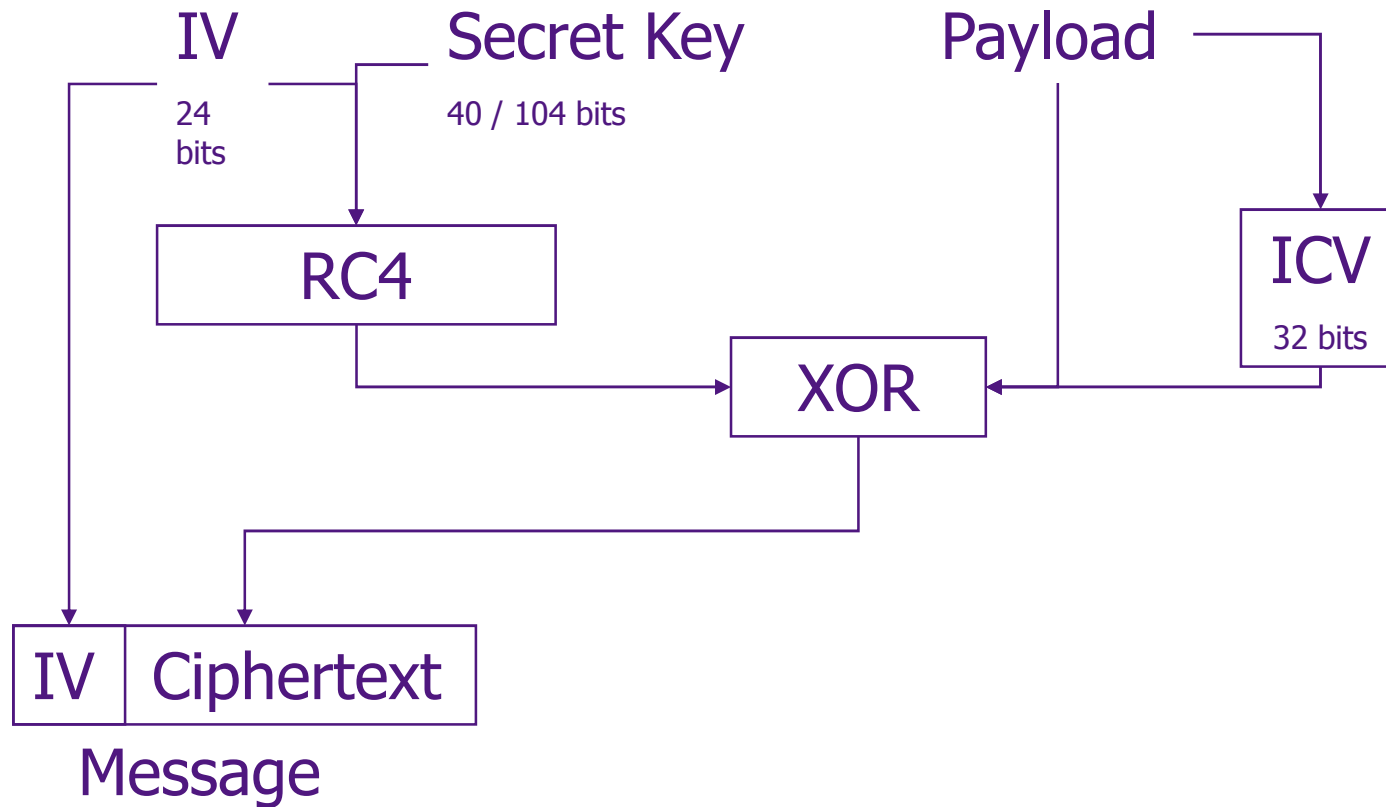 IV
Secret Key
Payload
24
bits
40 / 104 bits
RC4
ICV
32 bits
XOR
IV
Ciphertext
Message